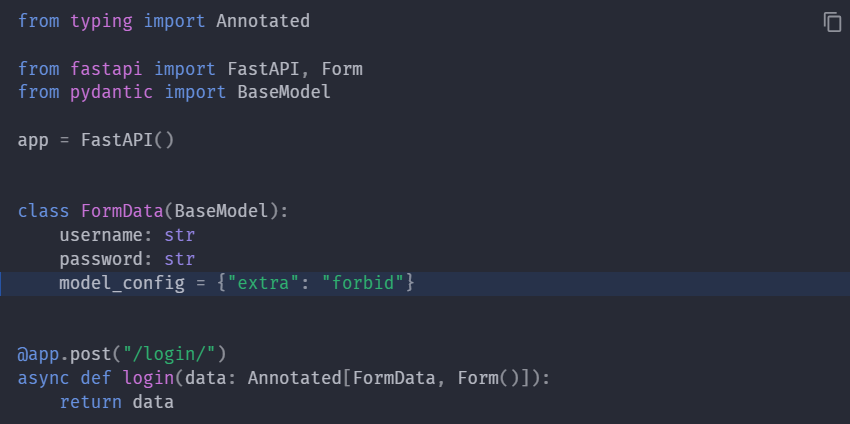 from typing import Annotated
from fastapi import FastAPI, Form
from pydantic import BaseModel
app = FastAPI()
class FormData(BaseModel):
    username: str
    password: str
    model_config = {"extra": "forbid"}
@app.post("/login/")
async def login(data: Annotated[FormData, Form()]):
    return data